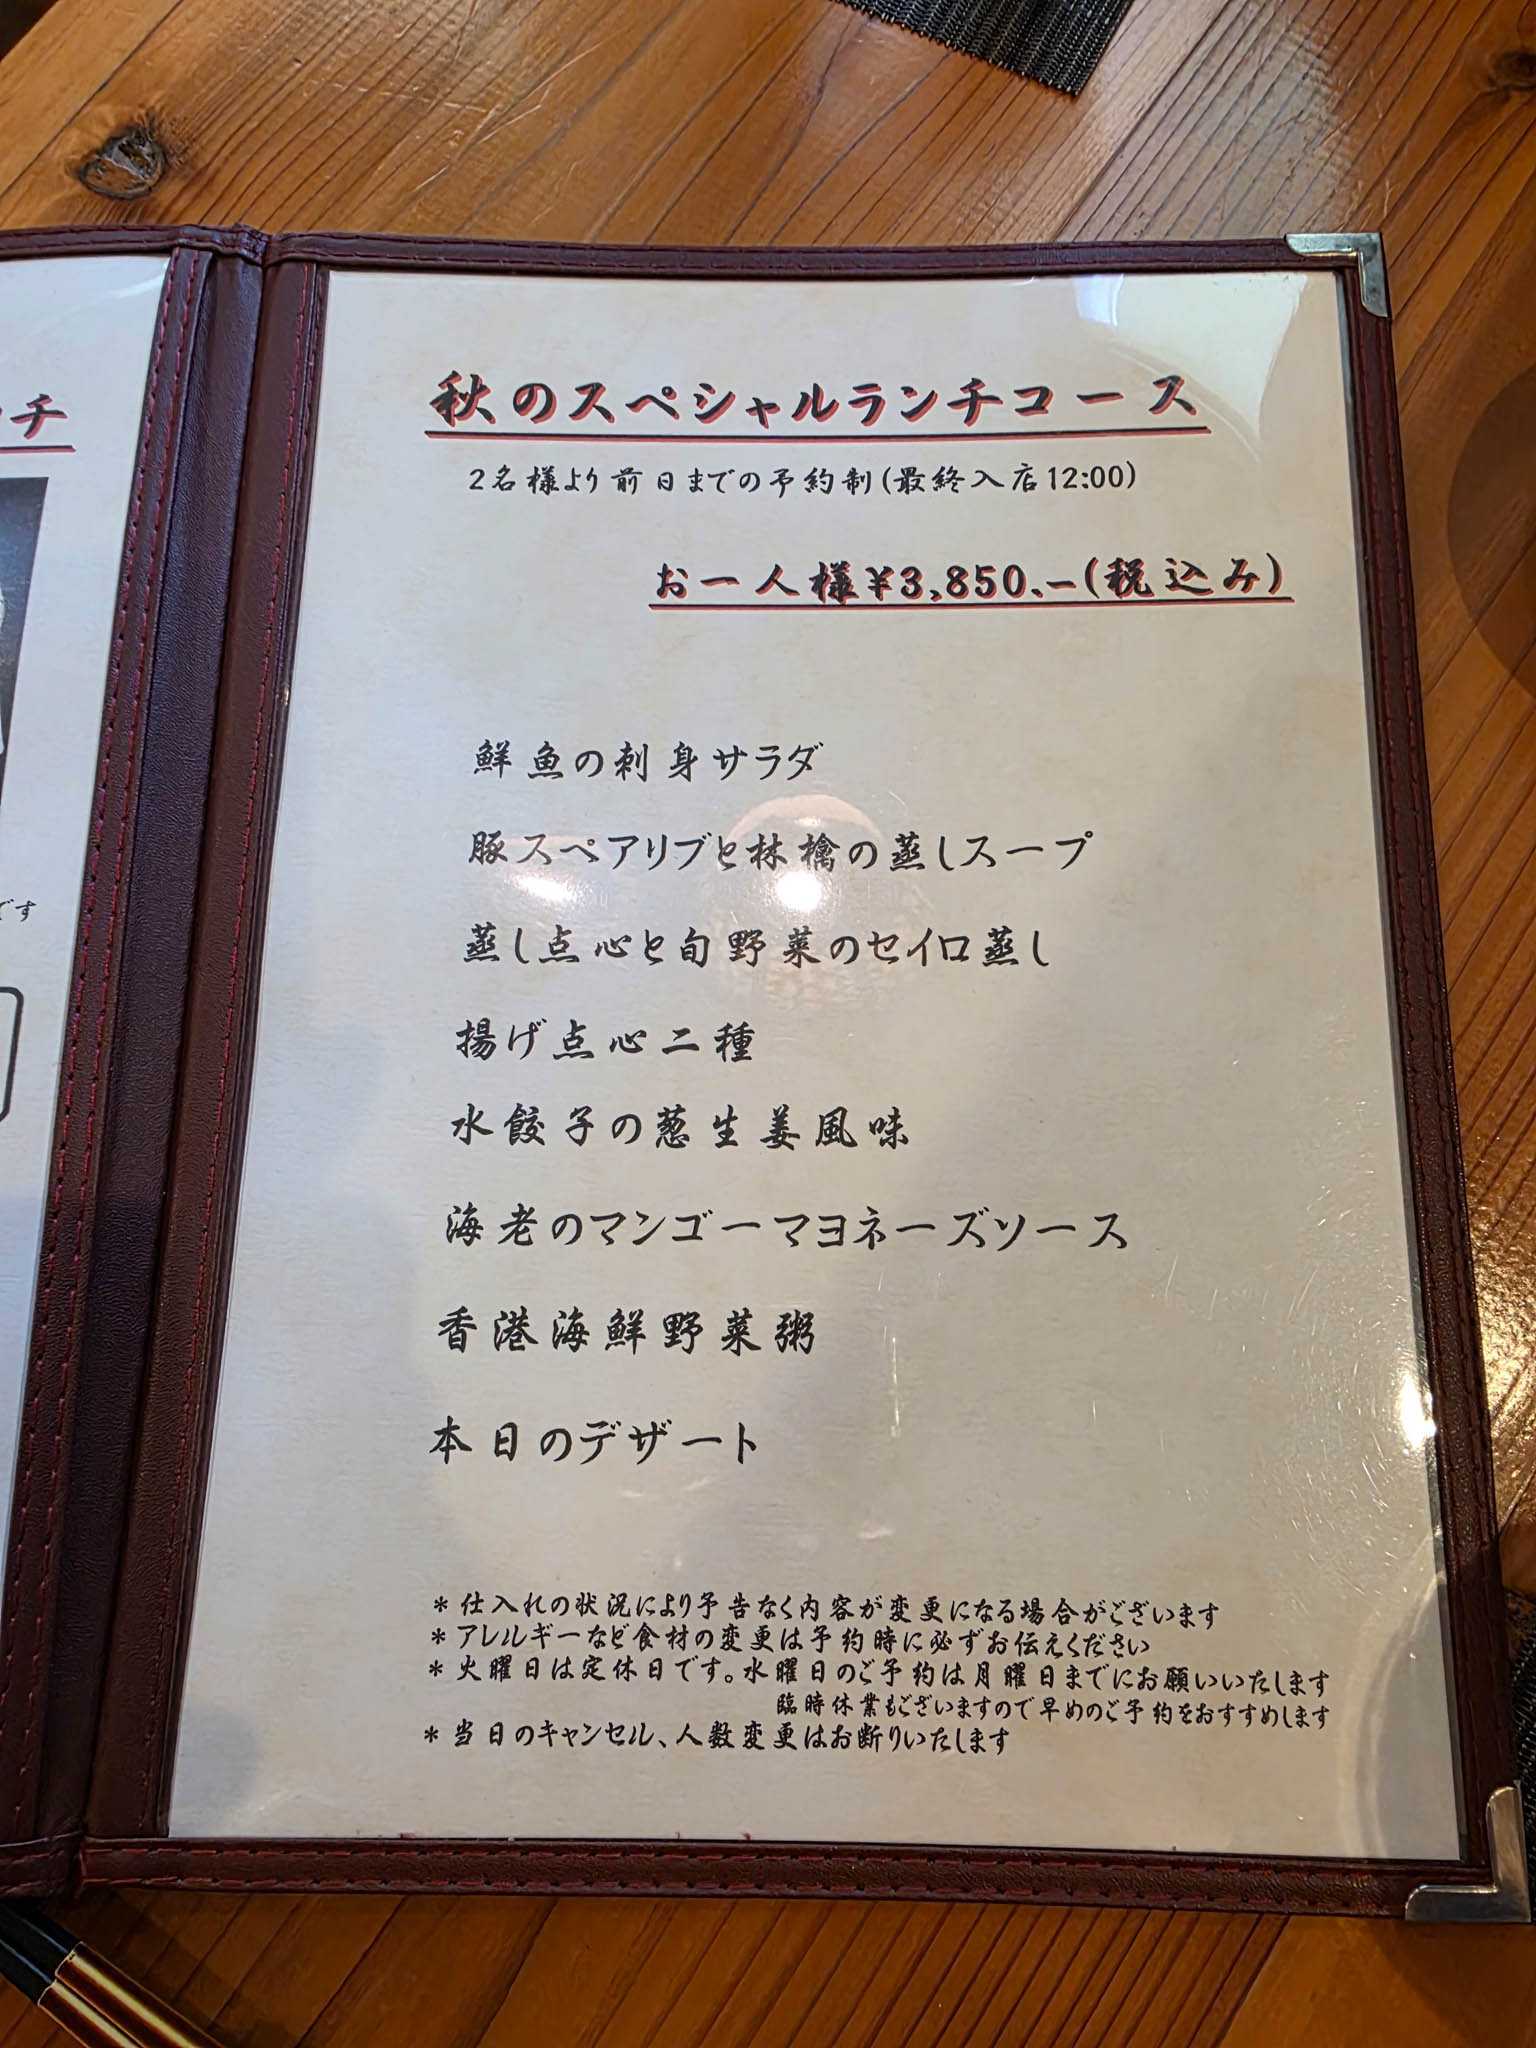 ンチ
です
秋のスペシャルランチコース
2名様より前日までの予約制(最終入店12:00)
お一人様¥3,850.ー(税込み)
鮮魚の刺身サラダ
豚スペアリブと林檎の蒸しスープ
蒸し点心と旬野菜のセイロ蒸し
揚げ点心二種
水餃子の葱生姜風味
海老のマンゴーマヨネーズソース
香港海鮮野菜粥
本日のデザート
*仕入れの状況により予告なく内容が変更になる場合がございます
*アレルギーなど食材の変更は予約時に必ずお伝えください
*火曜日は定休日です。水曜日のご予約は月曜日までにお願いいたします
臨時休業もございますので早めのご予約をおすすめします
*当日のキャンセル、人数変更はお断りいたします